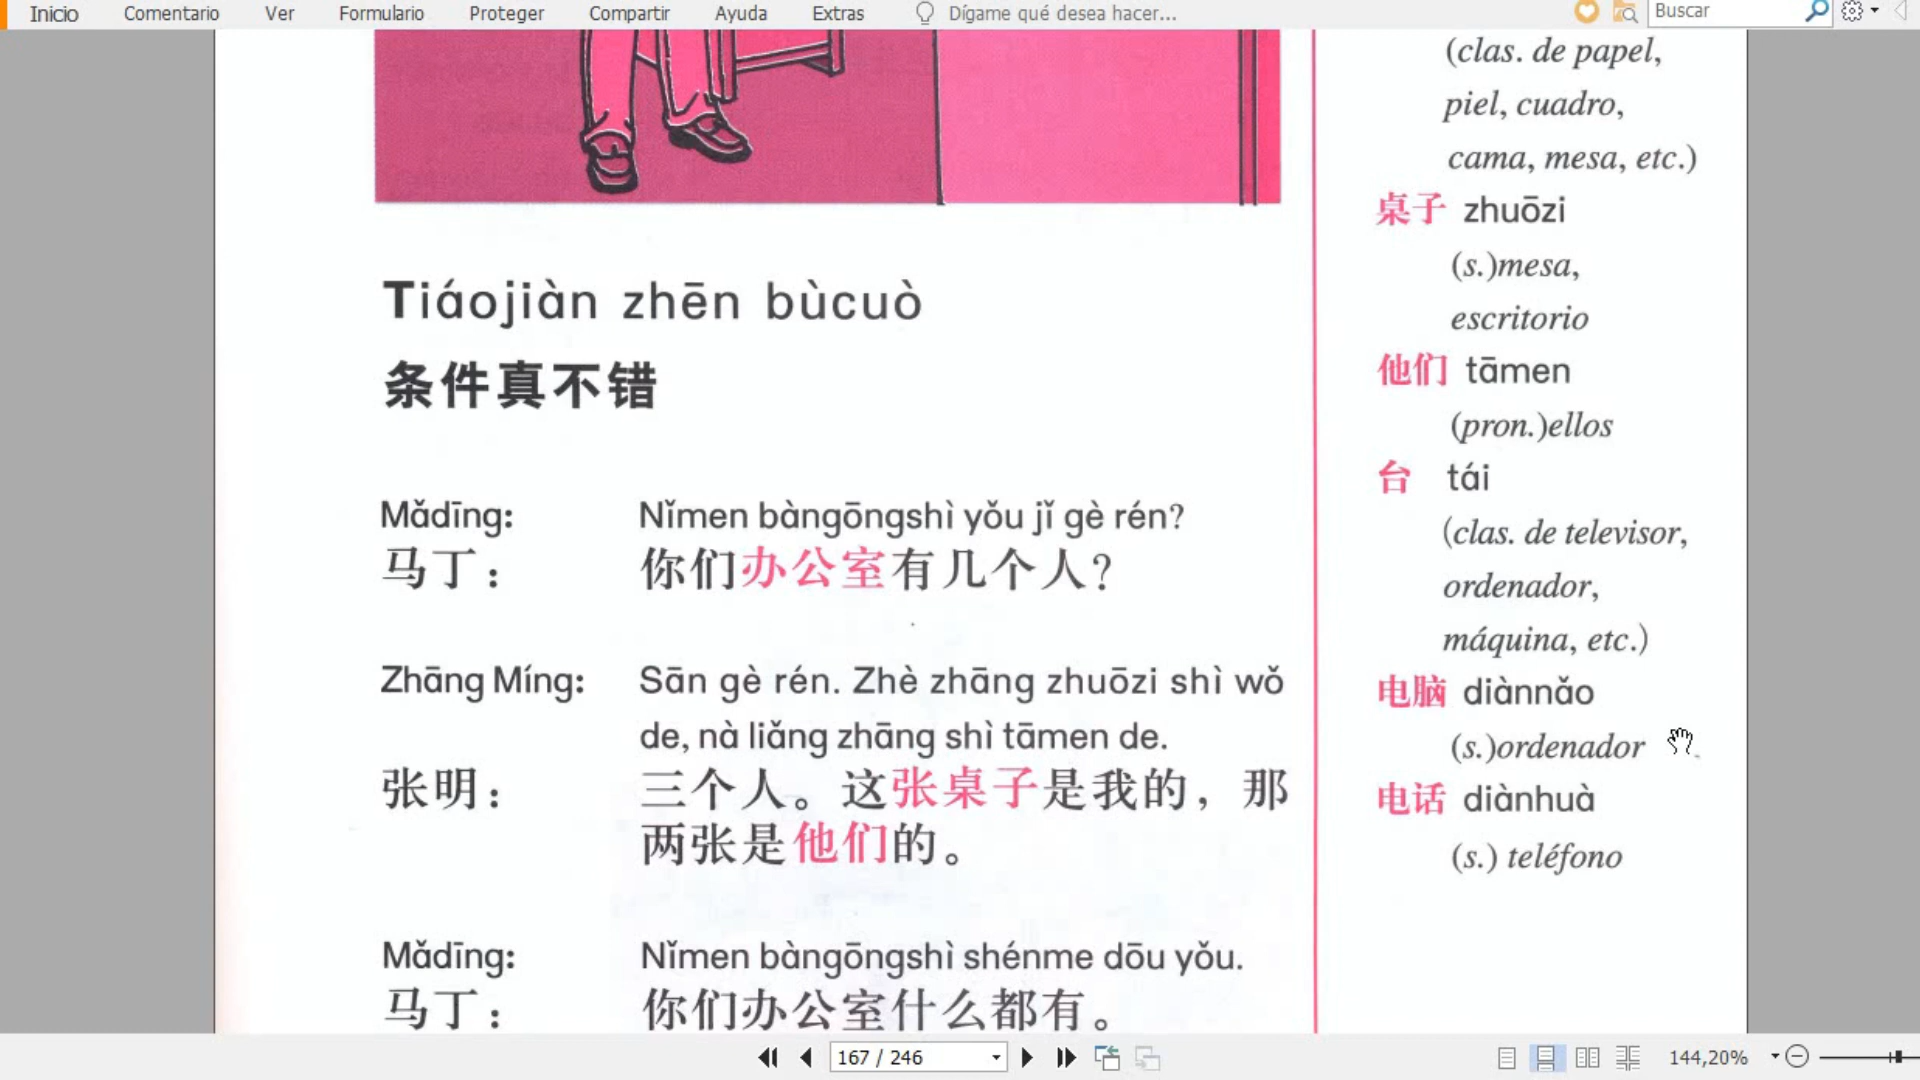 Inicio Comentario Ver Formulario Proteger Compartir Ayuda Extras Dígame qué desea hacer... Buscar
Tiáojiàn zhēn bùcuò
条件真不错
Mǎdīng: Nǐmen bàngōngshì yǒu jǐ gè rén?
马丁： 你们办公室有几个人？
Zhāng Míng: Sān gè rén. Zhè zhāng zhuōzi shì wǒ
de, nà liǎng zhāng shì tāmen de.
张明： 三个人。这张桌子是我的，那
两张是他们的。
Mǎdīng: Nǐmen bàngōngshì shénme dōu yǒu.
马丁： 你们办公室什么都有。
(clas. de papel,
piel, cuadro,
cama, mesa, etc.)
桌子 zhuōzi
(s.)mesa,
escritorio
他们 tāmen
(pron.)ellos
台 tái
(clas. de televisor,
ordenador,
máquina, etc.)
电脑 diànnǎo
(s.)ordenador
电话 diànhuà
(s.) teléfono
167 / 246 144,20%